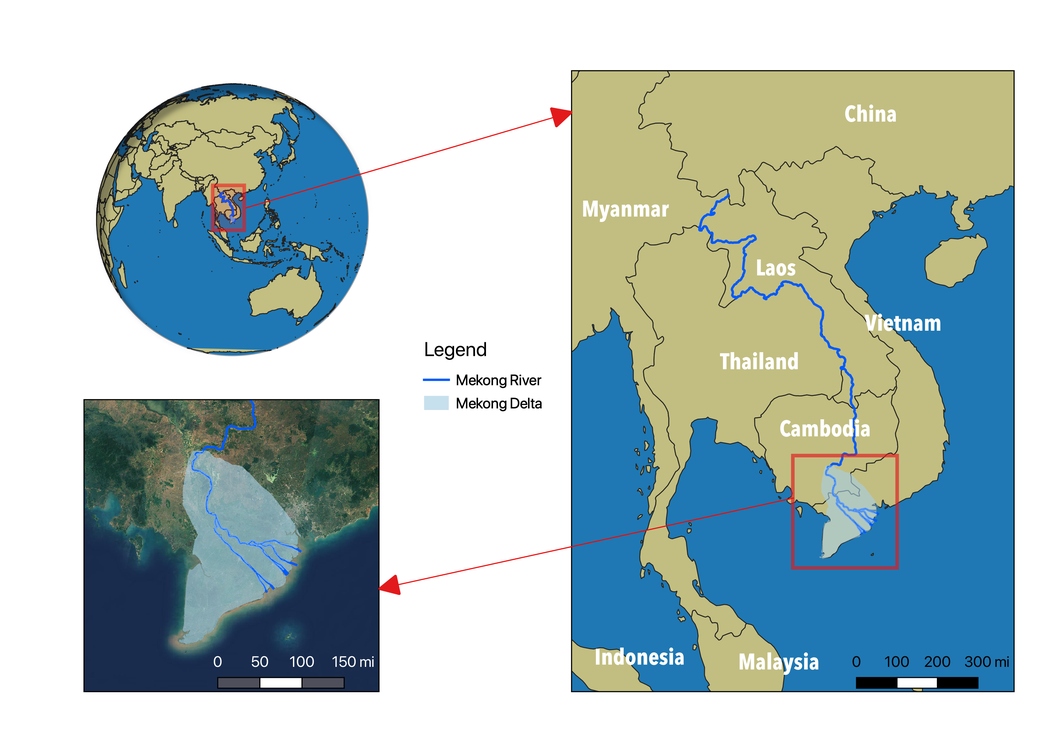 China
Myanmar
Laos
Vietnam
Thailand
Cambodia
Indonesia
Malaysia
0 100 200 300 mi
Legend
Mekong River
Mekong Delta
0 50 100 150 mi